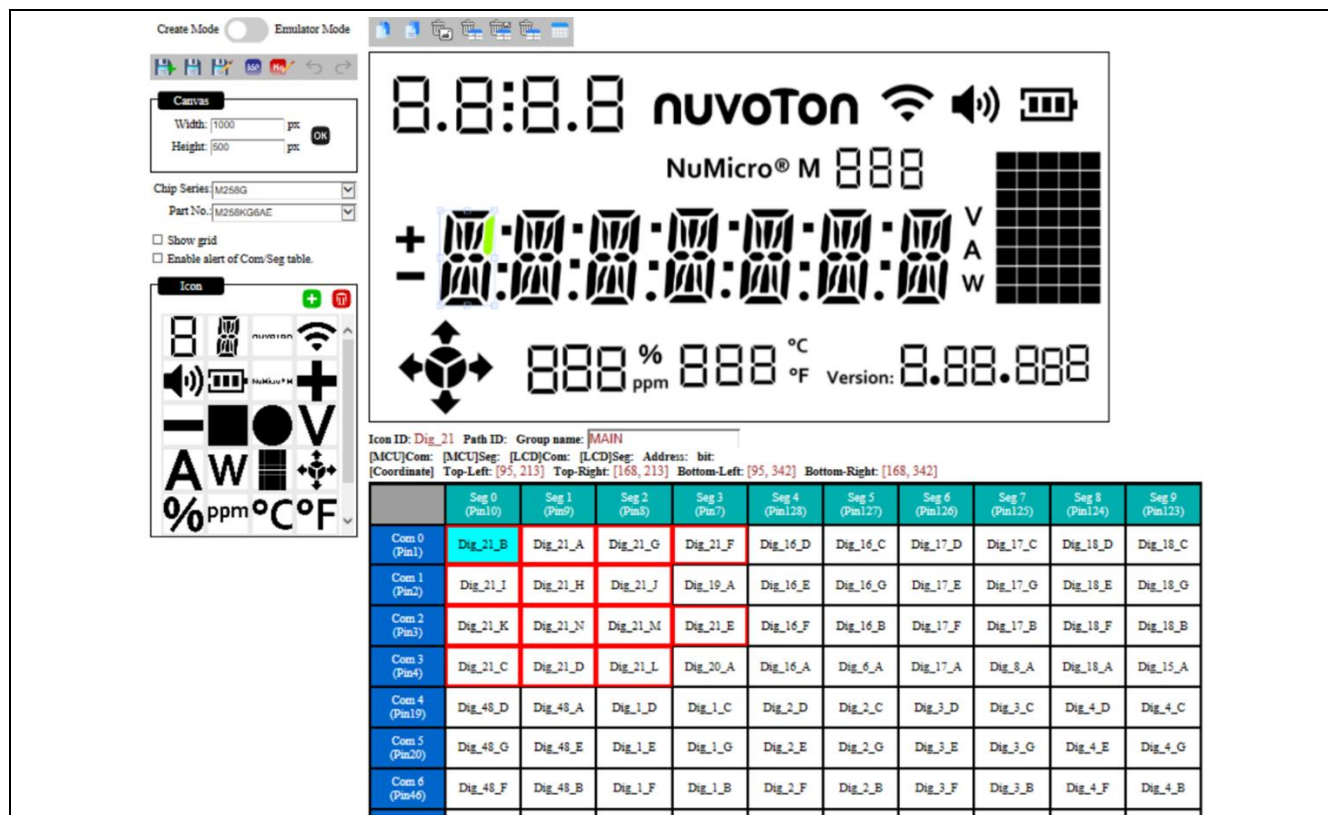 Create Mode Emulator Mode
Canvas
Width: 1000 px
OK
Height: 500 px
Chip Series: M258G
Part No.: M258KG6AE
Show grid
Enable alert of Com/Seg table.
Icon
nuvoTon
NuMicro® M
V
A
W
% ppm °C °F
8.8:8.8 nuvoTon
NuMicro® M 888
+
-
V
A
W
888 % ppm 888 °C °F Version: 8.88.888
Icon ID: Dig_21 Path ID: Group name: MAIN
[MCU]Com: [MCU]Seg: [LCD]Com: [LCD]Seg: Address: bit:
[Coordinate] Top-Left: [95, 213] Top-Right: [168, 213] Bottom-Left: [95, 342] Bottom-Right: [168, 342]
Seg 0 (Pin10) Seg 1 (Pin9) Seg 2 (Pin8) Seg 3 (Pin7) Seg 4 (Pin128) Seg 5 (Pin127) Seg 6 (Pin126) Seg 7 (Pin125) Seg 8 (Pin124) Seg 9 (Pin123)
Com 0 (Pin1) Dig_21_B Dig_21_A Dig_21_G Dig_21_F Dig_16_D Dig_16_C Dig_17_D Dig_17_C Dig_18_D Dig_18_C
Com 1 (Pin2) Dig_21_I Dig_21_H Dig_21_J Dig_19_A Dig_16_E Dig_16_G Dig_17_E Dig_17_G Dig_18_E Dig_18_G
Com 2 (Pin3) Dig_21_K Dig_21_N Dig_21_M Dig_21_E Dig_16_F Dig_16_B Dig_17_F Dig_17_B Dig_18_F Dig_18_B
Com 3 (Pin4) Dig_21_C Dig_21_D Dig_21_L Dig_20_A Dig_16_A Dig_6_A Dig_17_A Dig_8_A Dig_18_A Dig_15_A
Com 4 (Pin19) Dig_48_D Dig_48_A Dig_1_D Dig_1_C Dig_2_D Dig_2_C Dig_3_D Dig_3_C Dig_4_D Dig_4_C
Com 5 (Pin20) Dig_48_G Dig_48_E Dig_1_E Dig_1_G Dig_2_E Dig_2_G Dig_3_E Dig_3_G Dig_4_E Dig_4_G
Com 6 (Pin46) Dig_48_F Dig_48_B Dig_1_F Dig_1_B Dig_2_F Dig_2_B Dig_3_F Dig_3_B Dig_4_F Dig_4_B